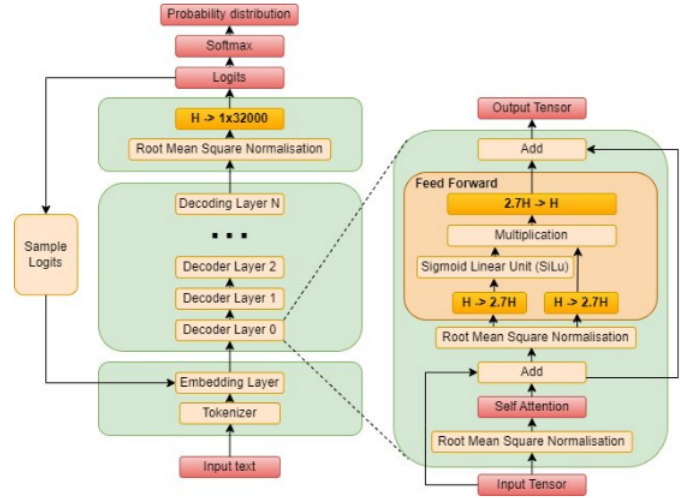 Probability distribution
Softmax
Logits
H -> 1x32000
Root Mean Square Normalisation
Decoding Layer N
...
Sample
Logits
Decoder Layer 2
Decoder Layer 1
Decoder Layer 0
Embedding Layer
Tokenizer
Input text
Output Tensor
Add
Feed Forward
2.7H -> H
Multiplication
Sigmoid Linear Unit (SiLu)
H -> 2.7H
H -> 2.7H
Root Mean Square Normalisation
Add
Self Attention
Root Mean Square Normalisation
Input Tensor